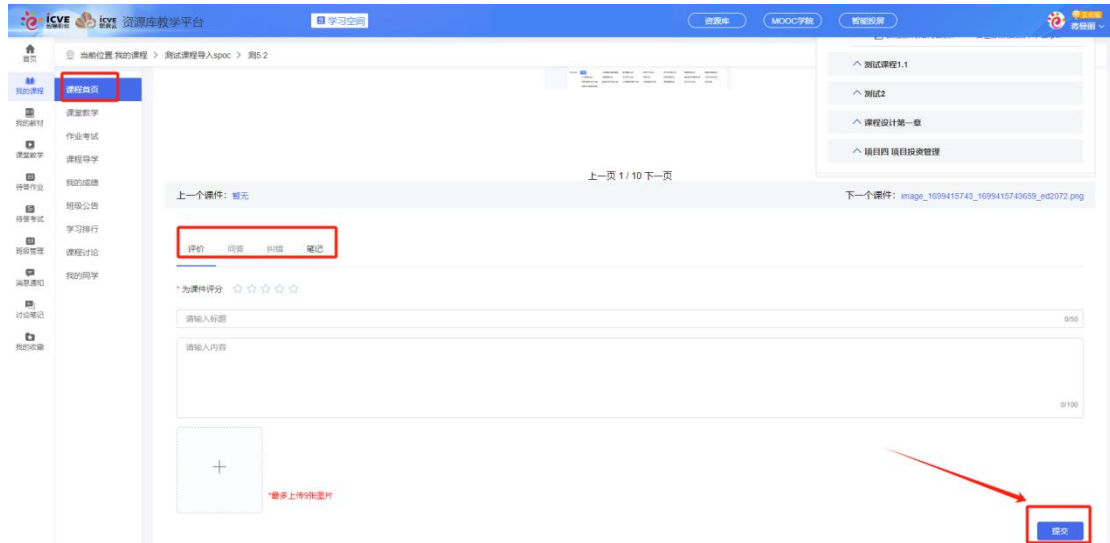 icve 智慧职教 icve 职教云 资源库教学平台
学习空间
资源库
MOOC学院
智能投屏
首页
我的课程
我的教材
课堂教学
待答作业
待答考试
班级管理
消息通知
讨论笔记
我的收藏
当前位置 我的课程 > 测试课程导入spoc > 测5.2
课程首页
课堂教学
作业考试
课程导学
我的成绩
班级公告
学习排行
课程讨论
我的同学
测试课程1.1
测试2
课程设计第一章
项目四 项目投资管理
上一页 1 / 10 下一页
上一个课件: 暂无
下一个课件: image_1699415743_1699415743659_ed2072.png
评价 问答 纠错 笔记
* 为课件评分
请输入标题
0/50
请输入内容
0/100
*最多上传9张图片
提交